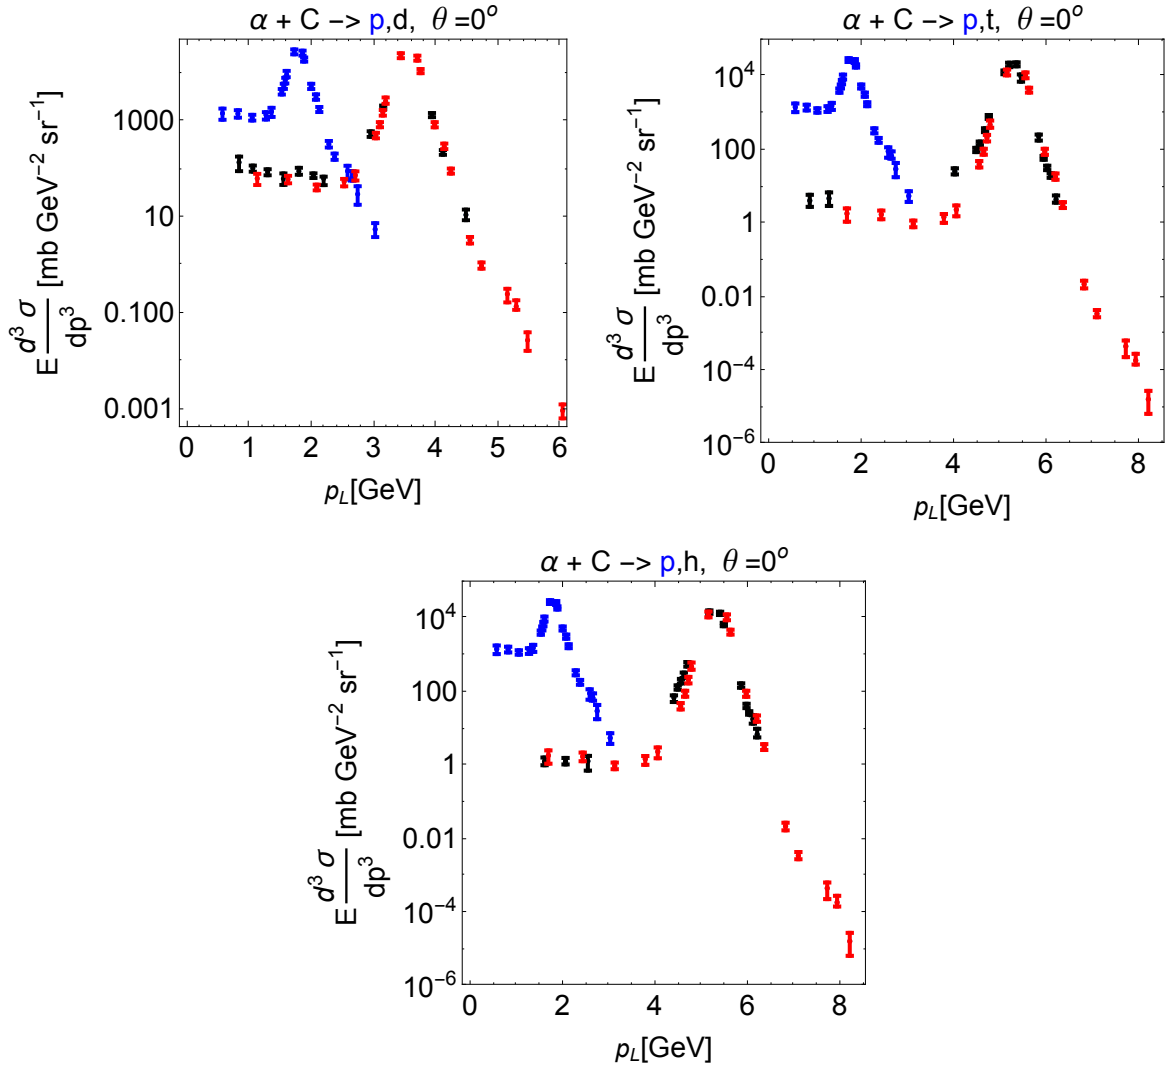 α + C -> p,d, θ =0°
E d³ σ / dp³ [mb GeV⁻² sr⁻¹]
1000
10
0.100
0.001
0 1 2 3 4 5 6
p_L[GeV]
α + C -> p,t, θ =0°
E d³ σ / dp³ [mb GeV⁻² sr⁻¹]
10⁴
100
1
0.01
10⁻⁴
10⁻⁶
0 2 4 6 8
p_L[GeV]
α + C -> p,h, θ =0°
E d³ σ / dp³ [mb GeV⁻² sr⁻¹]
10⁴
100
1
0.01
10⁻⁴
10⁻⁶
0 2 4 6 8
p_L[GeV]